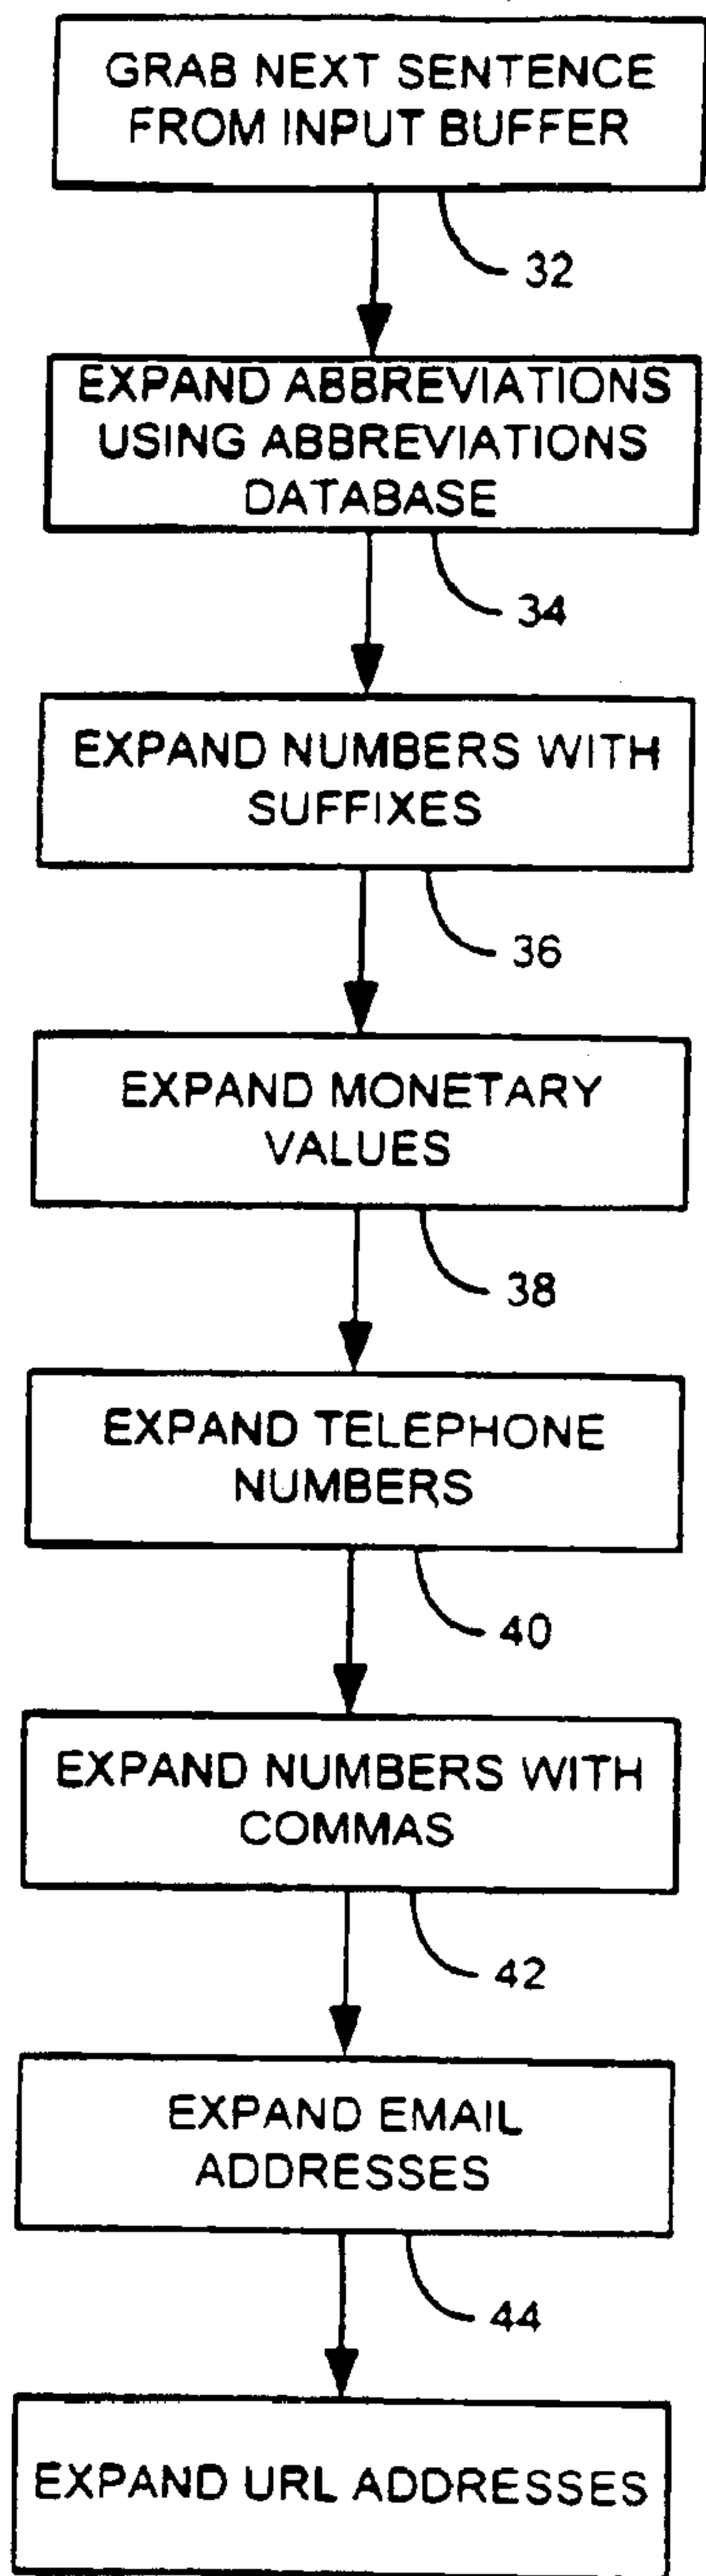 GRAB NEXT SENTENCE
FROM INPUT BUFFER
32
EXPAND ABBREVIATIONS
USING ABBREVIATIONS
DATABASE
34
EXPAND NUMBERS WITH
SUFFIXES
36
EXPAND MONETARY
VALUES
38
EXPAND TELEPHONE
NUMBERS
40
EXPAND NUMBERS WITH
COMMAS
42
EXPAND EMAIL
ADDRESSES
44
EXPAND URL ADDRESSES